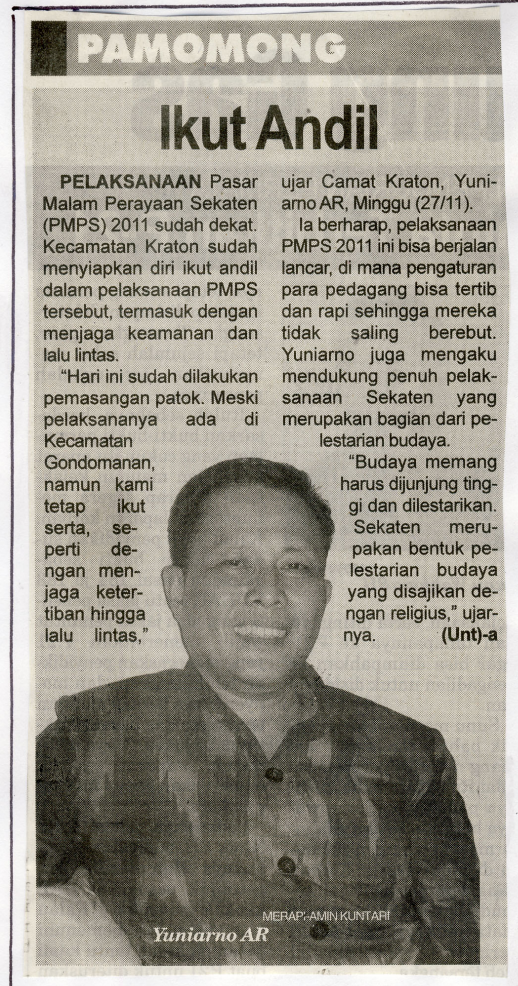 PAMOMONG
Ikut Andil
PELAKSANAAN Pasar
Malam Perayaan Sekaten
(PMPS) 2011 sudah dekat.
Kecamatan Kraton sudah
menyiapkan diri ikut andil
dalam pelaksanaan PMPS
tersebut, termasuk dengan
menjaga keamanan dan
lalu lintas.
“Hari ini sudah dilakukan
pemasangan patok. Meski
pelaksananya ada di
Kecamatan
Gondomanan,
namun kami
tetap ikut
serta, se-
perti de-
ngan men-
jaga keter-
tiban hingga
lalu lintas,”
ujar Camat Kraton, Yuni-
arno AR, Minggu (27/11).
Ia berharap, pelaksanaan
PMPS 2011 ini bisa berjalan
lancar, di mana pengaturan
para pedagang bisa tertib
dan rapi sehingga mereka
tidak saling berebut.
Yuniarno juga mengaku
mendukung penuh pelak-
sanaan Sekaten yang
merupakan bagian dari pe-
lestarian budaya.
“Budaya memang
harus dijunjung ting-
gi dan dilestarikan.
Sekaten meru-
pakan bentuk pe-
lestarian budaya
yang disajikan de-
ngan religius,” ujar-
nya. (Unt)-a
MERAPI-AMIN KUNTARI
Yuniarno AR